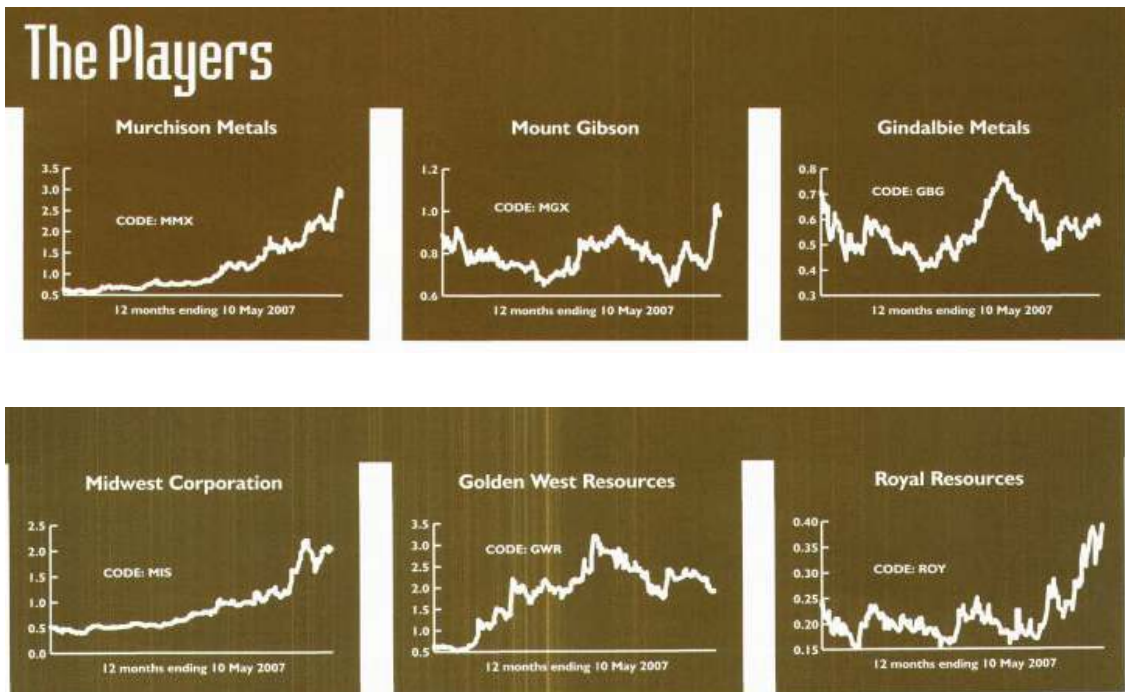 The Players
Murchison Metals
3.5
3.0
2.5
2.0
1.5
1.0
0.5
CODE: MMX
12 months ending 10 May 2007
Mount Gibson
1.2
1.0
0.8
0.6
CODE: MGX
12 months ending 10 May 2007
Gindalbie Metals
0.8
0.7
0.6
0.5
0.4
0.3
CODE: GBG
12 months ending 10 May 2007
Midwest Corporation
2.5
2.0
1.5
1.0
0.5
0.0
CODE: MIS
12 months ending 10 May 2007
Golden West Resources
3.5
3.0
2.5
2.0
1.5
1.0
0.5
CODE: GWR
12 months ending 10 May 2007
Royal Resources
0.40
0.35
0.30
0.25
0.20
0.15
CODE: ROY
12 months ending 10 May 2007